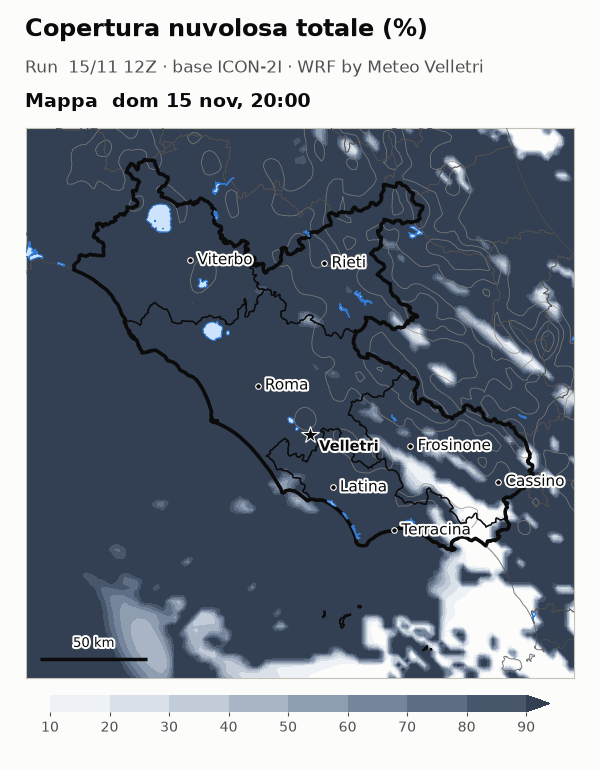 Copertura nuvolosa totale (%)
Run  15/11 12Z · base ICON-2I · WRF by Meteo Velletri
Mappa  dom 15 nov, 20:00
Viterbo
Rieti
Roma
Velletri
Frosinone
Latina
Cassino
Terracina
50 km
10 20 30 40 50 60 70 80 90